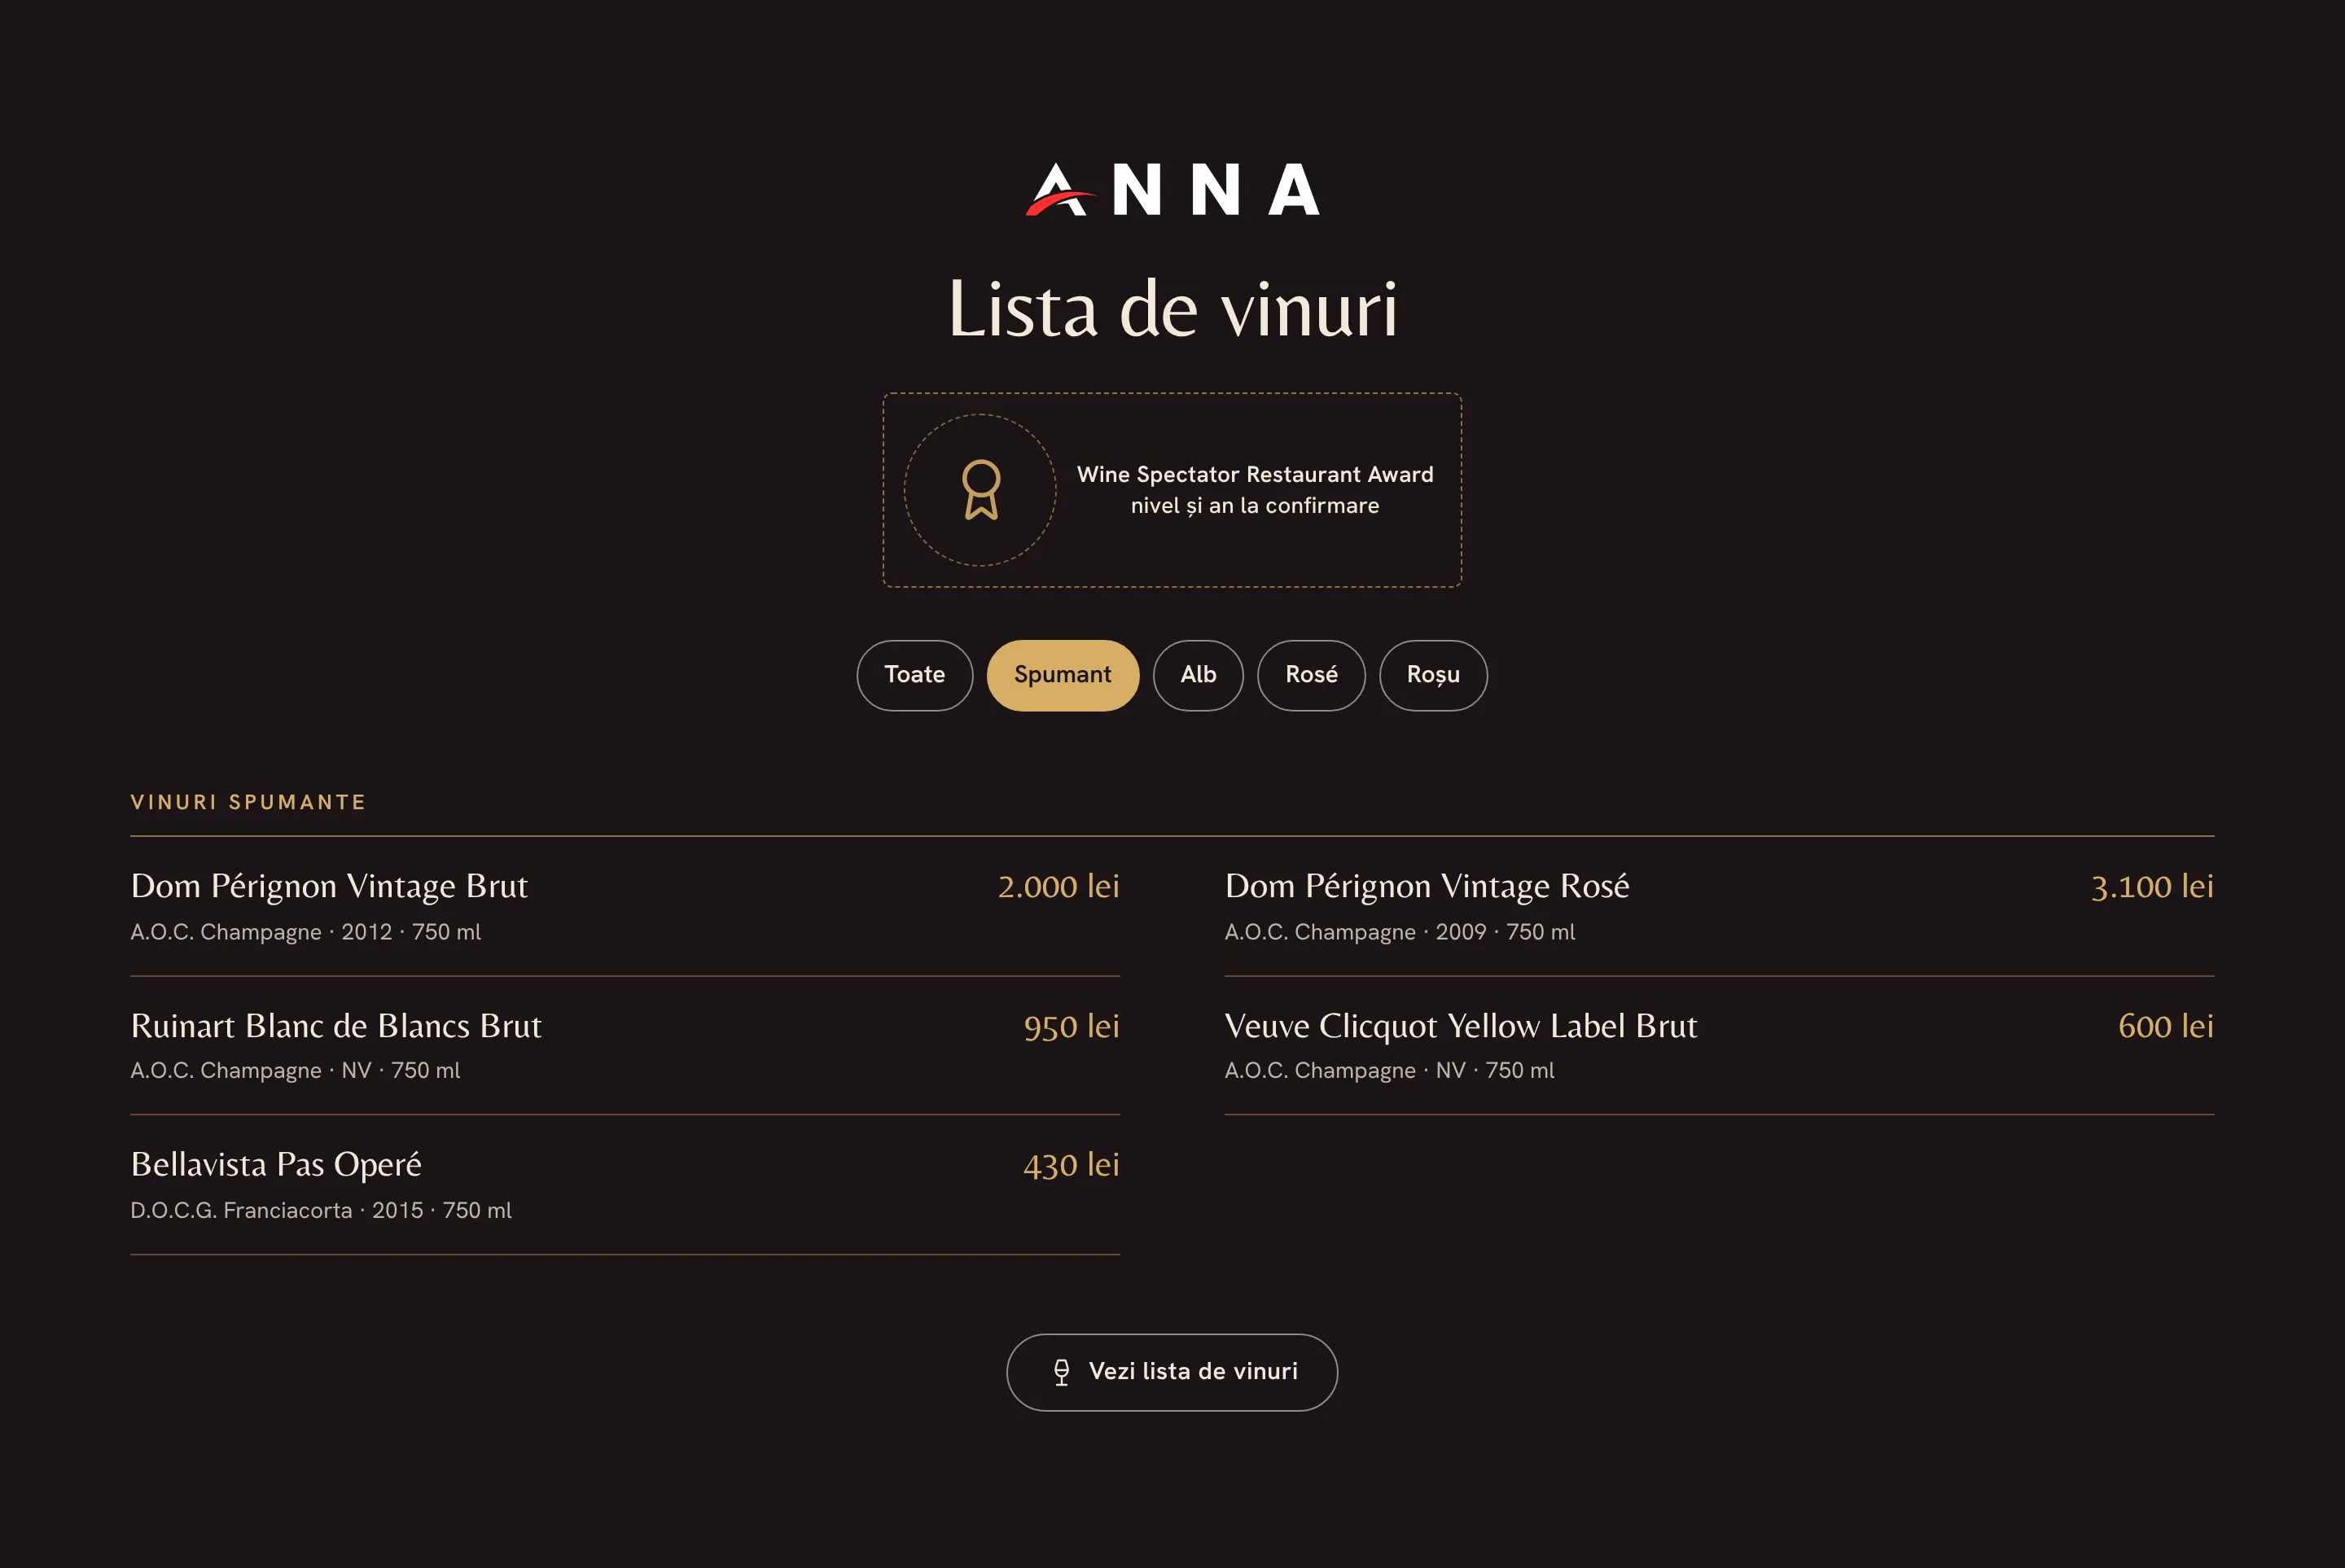 ANNA
Lista de vinuri
Wine Spectator Restaurant Award
nivel și an la confirmare
Toate
Spumant
Alb
Rosé
Roșu
VINURI SPUMANTE
Dom Pérignon Vintage Brut
2.000 lei
A.O.C. Champagne · 2012 · 750 ml
Dom Pérignon Vintage Rosé
3.100 lei
A.O.C. Champagne · 2009 · 750 ml
Ruinart Blanc de Blancs Brut
950 lei
A.O.C. Champagne · NV · 750 ml
Veuve Clicquot Yellow Label Brut
600 lei
A.O.C. Champagne · NV · 750 ml
Bellavista Pas Operé
430 lei
D.O.C.G. Franciacorta · 2015 · 750 ml
Vezi lista de vinuri